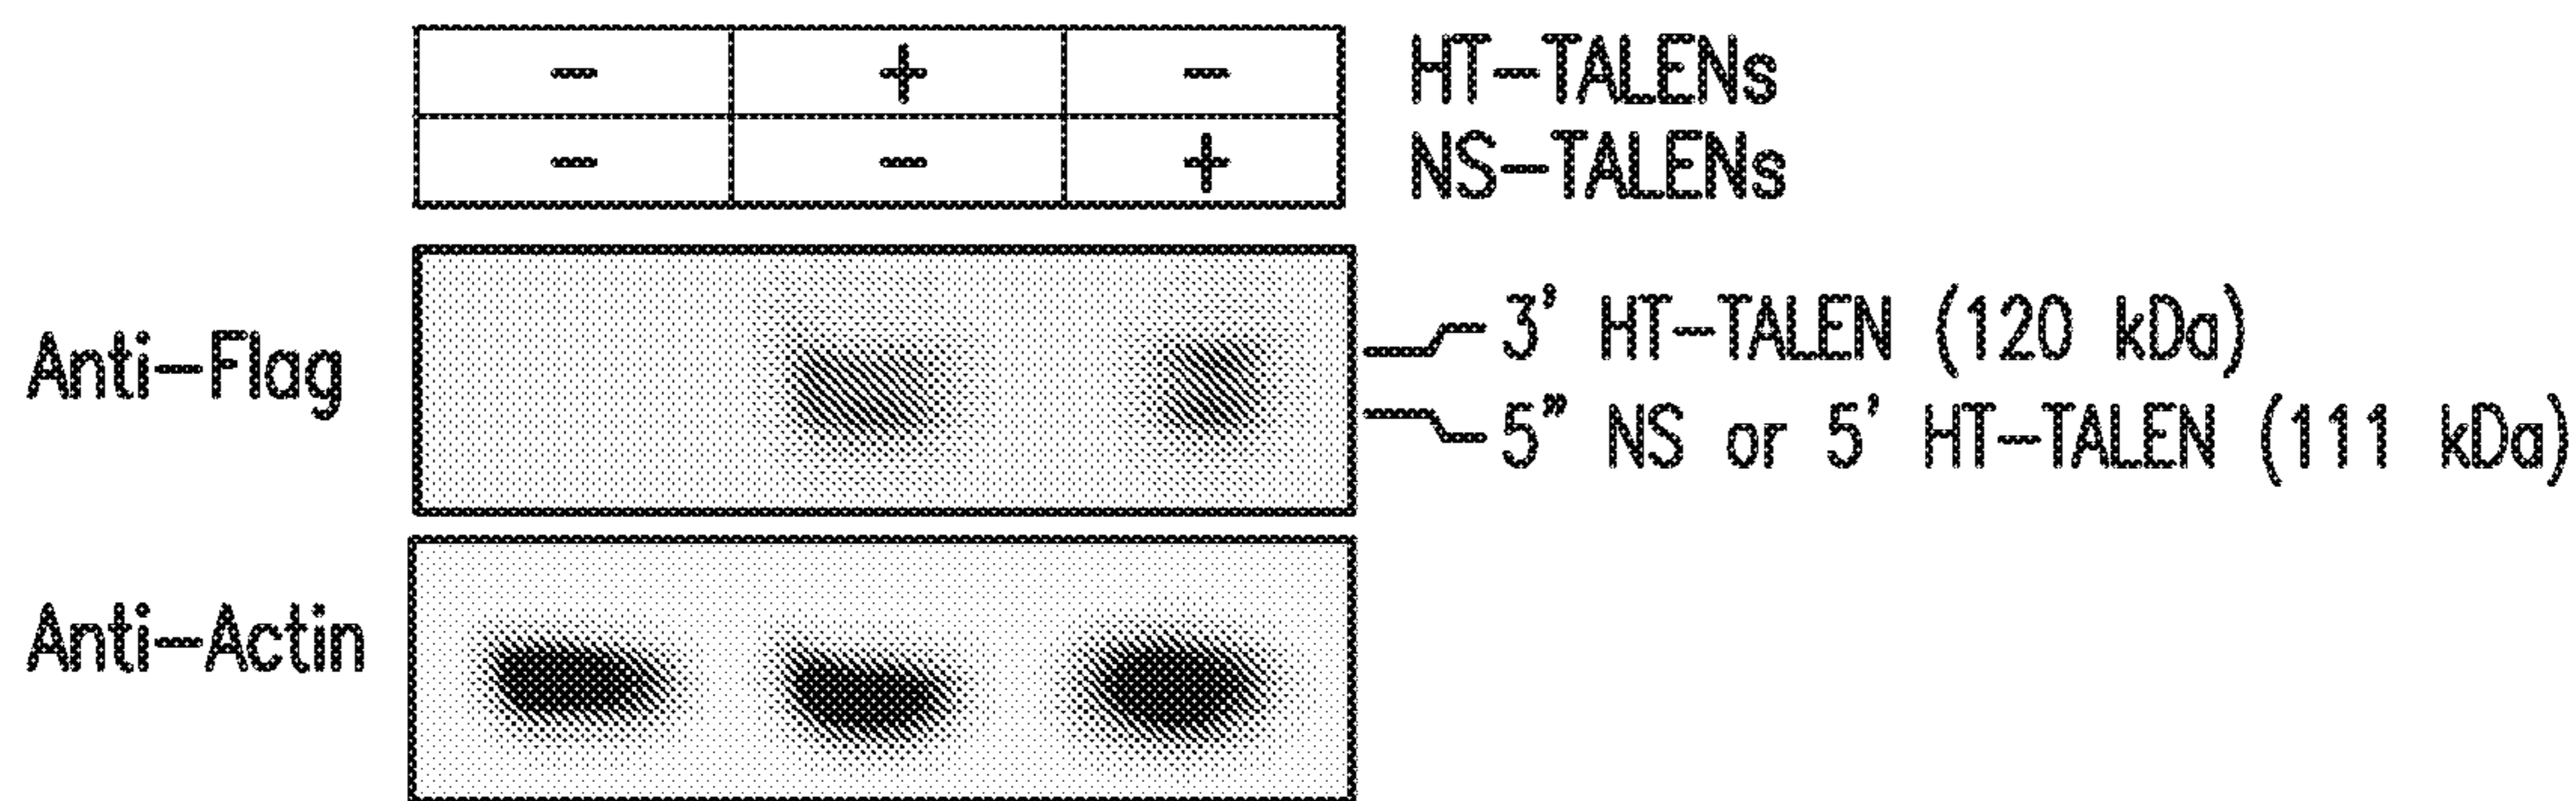 - + - HT-TALENs
- - + NS-TALENs
Anti-Flag
3' HT-TALEN (120 kDa)
5" NS or 5' HT-TALEN (111 kDa)
Anti-Actin